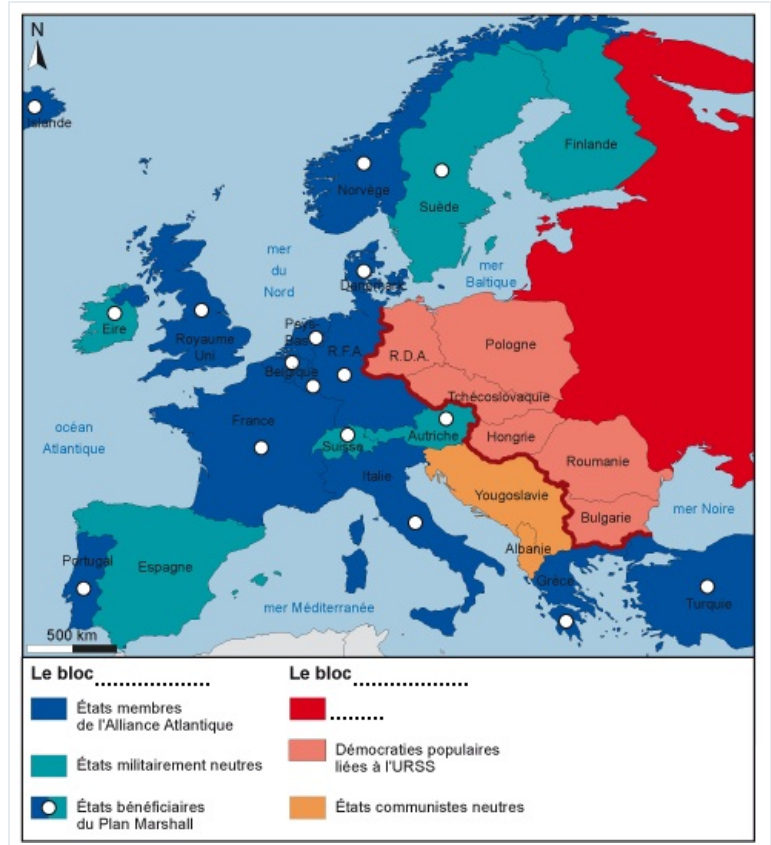 N
Islande
Finlande
Norvège
Suède
mer
du
Nord
mer
Baltique
Danemark
Eire
Royaume
Uni
Pays-
Bas
R.F.A.
R.D.A.
Pologne
Belgique
Tchécoslovaquie
France
océan
Atlantique
Suisse
Autriche
Hongrie
Roumanie
Italie
Yougoslavie
Bulgarie
mer Noire
Albanie
Portugal
Espagne
Grèce
Turquie
mer Méditerranée
500 km
Le bloc...................
États membres
de l'Alliance Atlantique
États militairement neutres
États bénéficiaires
du Plan Marshall
Le bloc...................
.........
Démocraties populaires
liées à l'URSS
États communistes neutres